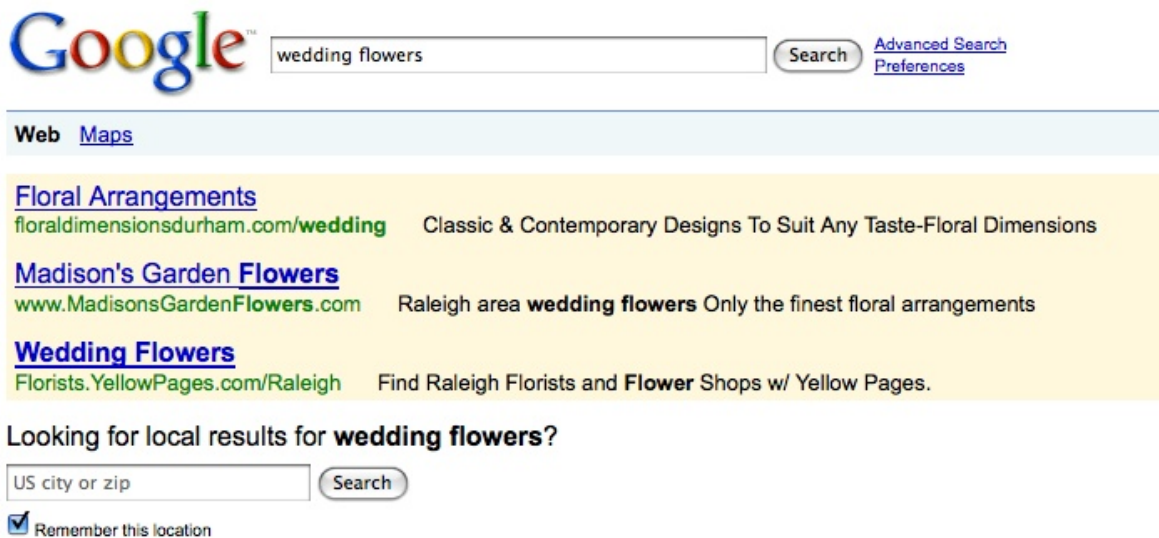 Google™ wedding flowers Search Advanced Search
Preferences
Web Maps
Floral Arrangements
floraldimensionsdurham.com/wedding Classic & Contemporary Designs To Suit Any Taste-Floral Dimensions
Madison's Garden Flowers
www.MadisonsGardenFlowers.com Raleigh area wedding flowers Only the finest floral arrangements
Wedding Flowers
Florists.YellowPages.com/Raleigh Find Raleigh Florists and Flower Shops w/ Yellow Pages.
Looking for local results for wedding flowers?
US city or zip Search
Remember this location